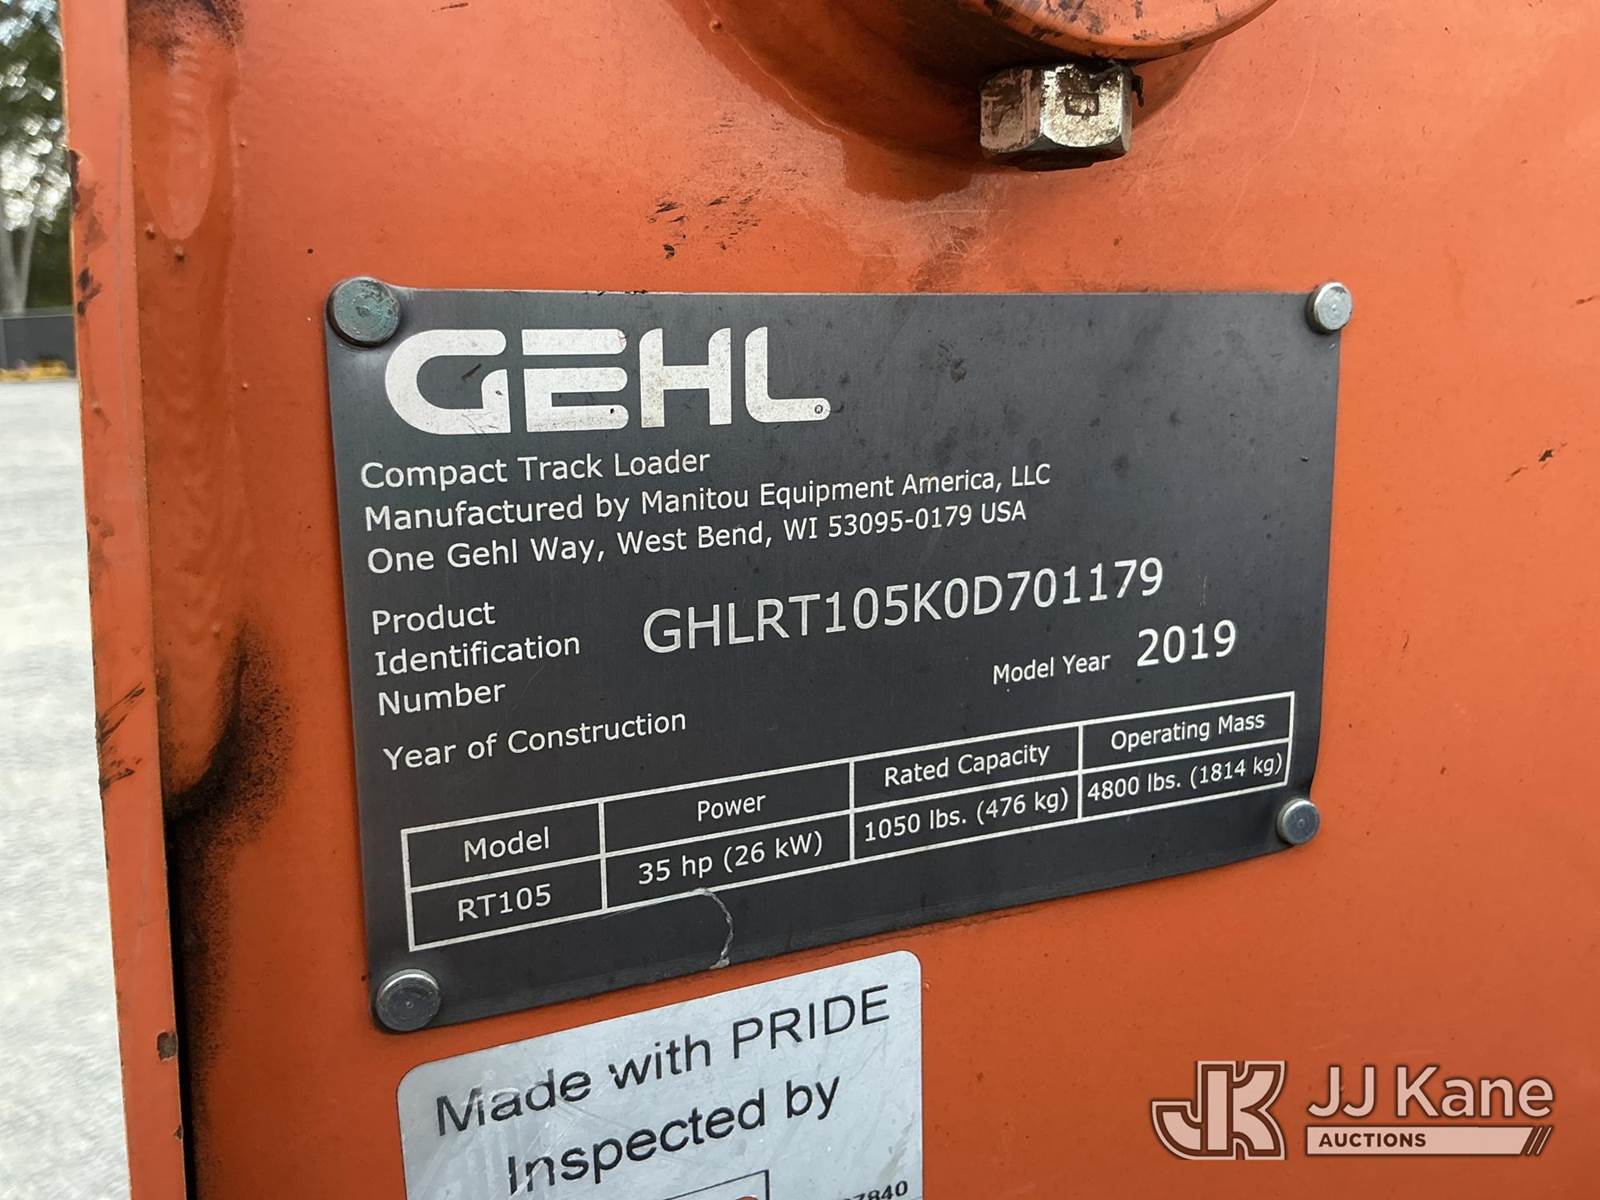 GEHL®
Compact Track Loader
Manufactured by Manitou Equipment America, LLC
One Gehl Way, West Bend, WI 53095-0179 USA
Product Identification Number GHLRT105K0D701179
Model Year 2019
Year of Construction
Model Power Rated Capacity Operating Mass
RT105 35 hp (26 kW) 1050 lbs. (476 kg) 4800 lbs. (1814 kg)
Made with PRIDE
Inspected by
JK JJ Kane
AUCTIONS